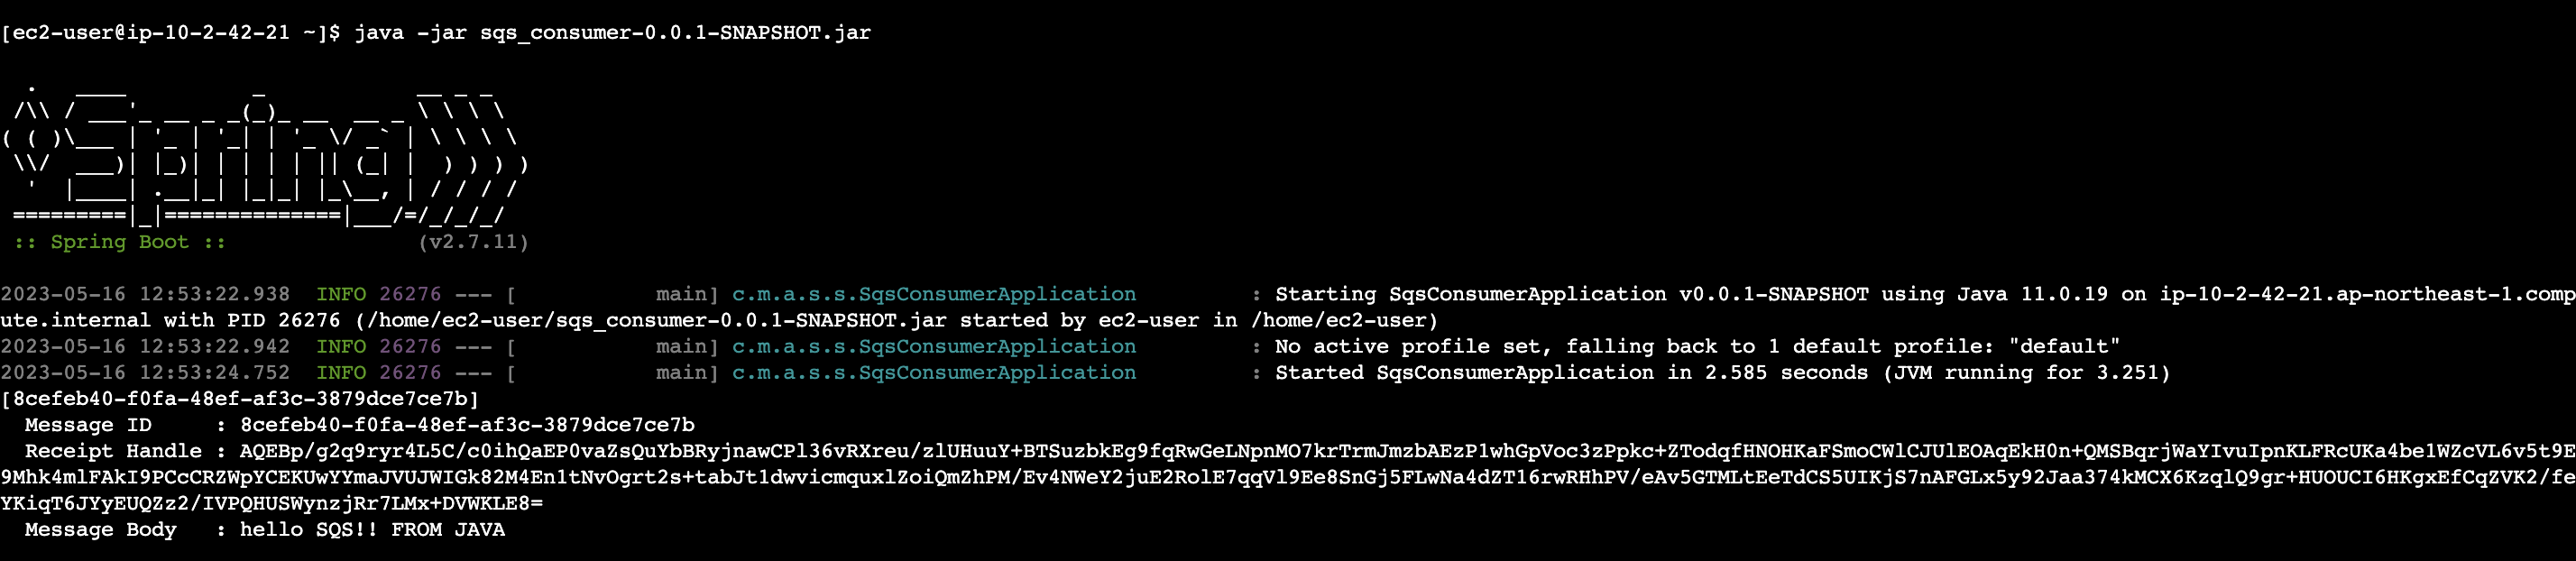 [ec2-user@ip-10-2-42-21 ~]$ java -jar sqs_consumer-0.0.1-SNAPSHOT.jar

  .   ____          _            __ _ _
 /\\ / ___'_ __ _ _(_)_ __  __ _ \ \ \ \
( ( )\___ | '_ | '_| | '_ \/ _` | \ \ \ \
 \\/  ___)| |_)| | | | | || (_| |  ) ) ) )
  '  |____| .__|_| |_|_| |_\__, | / / / /
 =========|_|==============|___/=/_/_/_/
 :: Spring Boot ::               (v2.7.11)

2023-05-16 12:53:22.938  INFO 26276 --- [           main] c.m.a.s.s.SqsConsumerApplication         : Starting SqsConsumerApplication v0.0.1-SNAPSHOT using Java 11.0.19 on ip-10-2-42-21.ap-northeast-1.comp
ute.internal with PID 26276 (/home/ec2-user/sqs_consumer-0.0.1-SNAPSHOT.jar started by ec2-user in /home/ec2-user)
2023-05-16 12:53:22.942  INFO 26276 --- [           main] c.m.a.s.s.SqsConsumerApplication         : No active profile set, falling back to 1 default profile: "default"
2023-05-16 12:53:24.752  INFO 26276 --- [           main] c.m.a.s.s.SqsConsumerApplication         : Started SqsConsumerApplication in 2.585 seconds (JVM running for 3.251)
[8cefeb40-f0fa-48ef-af3c-3879dce7ce7b]
  Message ID     : 8cefeb40-f0fa-48ef-af3c-3879dce7ce7b
  Receipt Handle : AQEBp/g2q9ryr4L5C/c0ihQaEP0vaZsQuYbBRyjnawCPl36vRXreu/zlUHuuY+BTSuzbkEg9fqRwGeLNpnMO7krTrmJmzbAEzP1whGpVoc3zPpkc+ZTodqfHNOHKaFSmoCWlCJUlEOAqEkH0n+QMSBqrjWaYIvuIpnKLFRcUKa4be1WZcVL6v5t9E
9Mhk4mlFAkI9PCcCRZWpYCEKUwYYmaJVUJWIGk82M4En1tNvOgrt2s+tabJt1dwvicmquxlZoiQmZhPM/Ev4NWeY2juE2RolE7qqVl9Ee8SnGj5FLwNa4dZT16rwRHhPV/eAv5GTMLtEeTdCS5UIKjS7nAFGLx5y92Jaa374kMCX6KzqlQ9gr+HUOUCI6HKgxEfCqZVK2/fe
YKiqT6JYyEUQZz2/IVPQHUSWynzjRr7LMx+DVWKLE8=
  Message Body   : hello SQS!! FROM JAVA